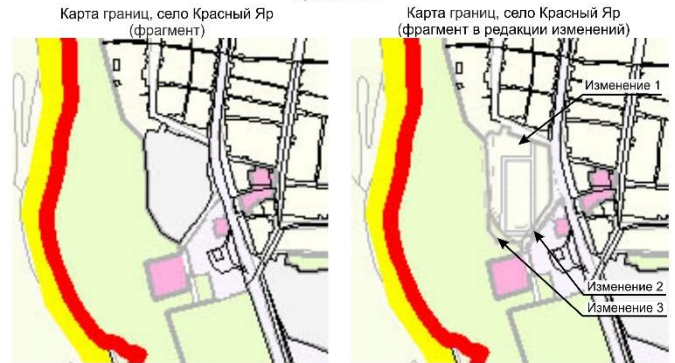 Карта границ, село Красный Яр
(фрагмент)
Карта границ, село Красный Яр
(фрагмент в редакции изменений)
Изменение 1
Изменение 2
Изменение 3